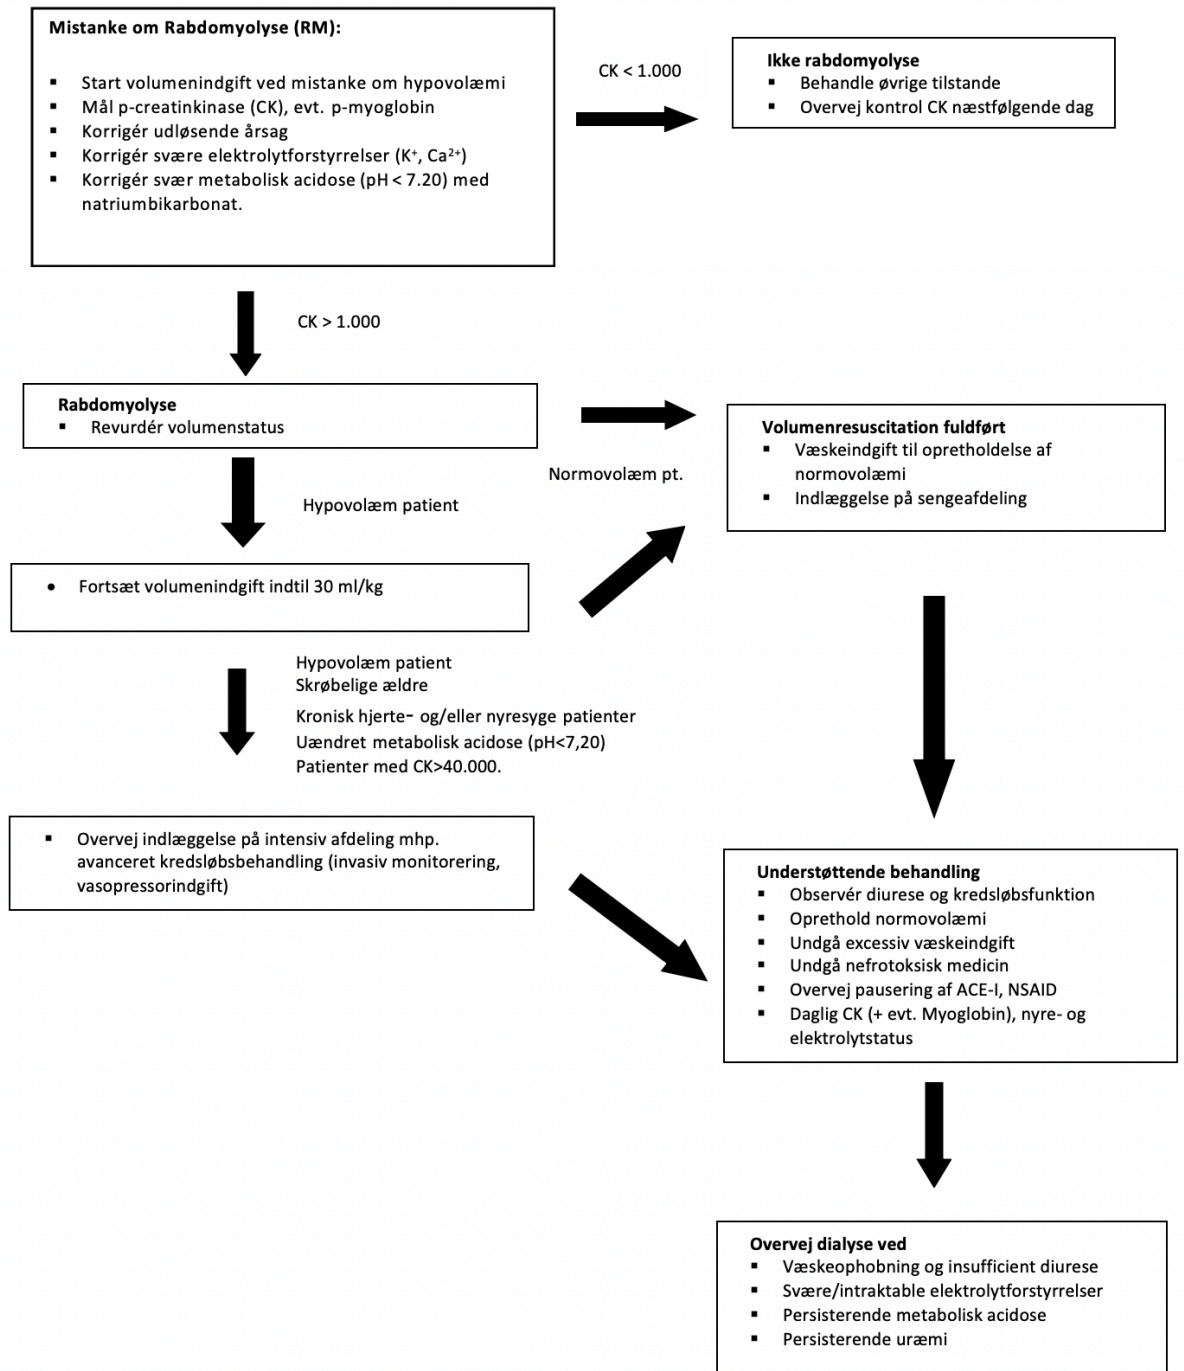 Mistanke om Rabdomyolyse (RM):
▪ Start volumenindgift ved mistanke om hypovolæmi
▪ Mål p-creatinkinase (CK), evt. p-myoglobin
▪ Korrigér udløsende årsag
▪ Korrigér svære elektrolytforstyrrelser (K⁺, Ca²⁺)
▪ Korrigér svær metabolisk acidose (pH < 7.20) med
natriumbikarbonat.
CK < 1.000
Ikke rabdomyolyse
▪ Behandle øvrige tilstande
▪ Overvej kontrol CK næstfølgende dag
CK > 1.000
Rabdomyolyse
▪ Revurdér volumenstatus
Normovolæm pt.
Volumenresuscitation fuldført
▪ Væskeindgift til opretholdelse af
normovolæmi
▪ Indlæggelse på sengeafdeling
Hypovolæm patient
• Fortsæt volumenindgift indtil 30 ml/kg
Hypovolæm patient
Skrøbelige ældre
Kronisk hjerte- og/eller nyresyge patienter
Uændret metabolisk acidose (pH<7,20)
Patienter med CK>40.000.
▪ Overvej indlæggelse på intensiv afdeling mhp.
avanceret kredsløbsbehandling (invasiv monitorering,
vasopressorindgift)
Understøttende behandling
▪ Observér diurese og kredsløbsfunktion
▪ Oprethold normovolæmi
▪ Undgå excessiv væskeindgift
▪ Undgå nefrotoksisk medicin
▪ Overvej pausering af ACE-I, NSAID
▪ Daglig CK (+ evt. Myoglobin), nyre- og
elektrolytstatus
Overvej dialyse ved
▪ Væskeophobning og insufficient diurese
▪ Svære/intraktable elektrolytforstyrrelser
▪ Persisterende metabolisk acidose
▪ Persisterende uræmi